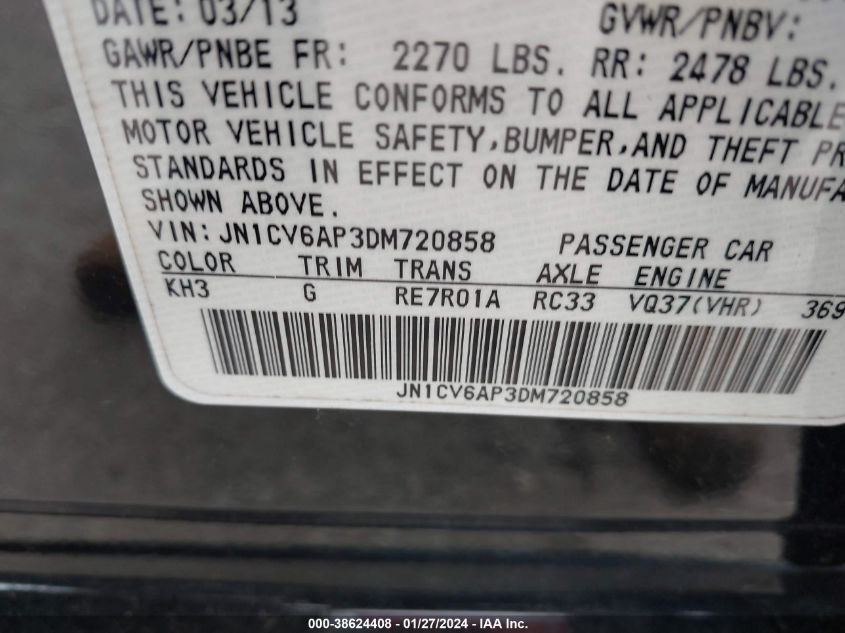 DATE: 03/13
GVWR/PNBV:
GAWR/PNBE FR: 2270 LBS. RR: 2478 LBS.
THIS VEHICLE CONFORMS TO ALL APPLICABLE
MOTOR VEHICLE SAFETY, BUMPER, AND THEFT PR
STANDARDS IN EFFECT ON THE DATE OF MANUFA
SHOWN ABOVE.
VIN: JN1CV6AP3DM720858 PASSENGER CAR
COLOR TRIM TRANS AXLE ENGINE
KH3 G RE7R01A RC33 VQ37(VHR) 369
JN1CV6AP3DM720858
000-38624408 - 01/27/2024 - IAA Inc.